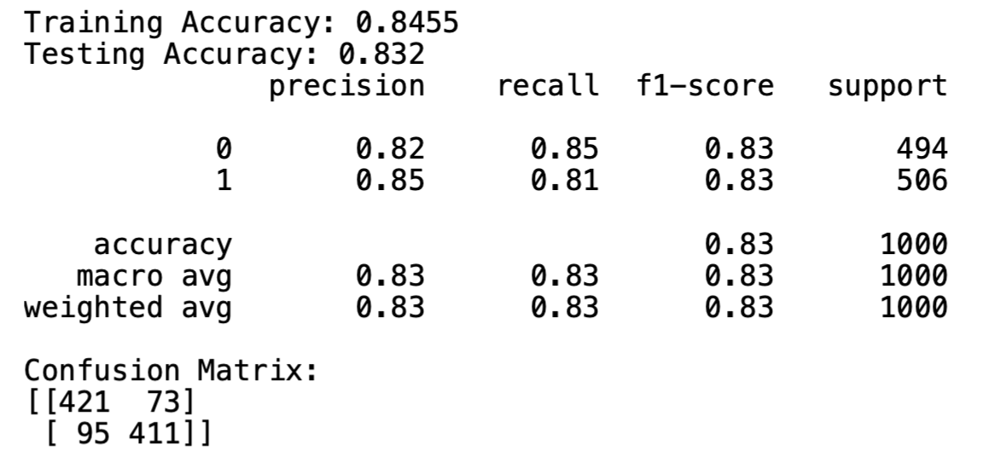 Training Accuracy: 0.8455
Testing Accuracy: 0.832
              precision    recall  f1-score   support

           0       0.82      0.85      0.83       494
           1       0.85      0.81      0.83       506

    accuracy                           0.83      1000
   macro avg       0.83      0.83      0.83      1000
weighted avg       0.83      0.83      0.83      1000

Confusion Matrix:
[[421  73]
 [ 95 411]]